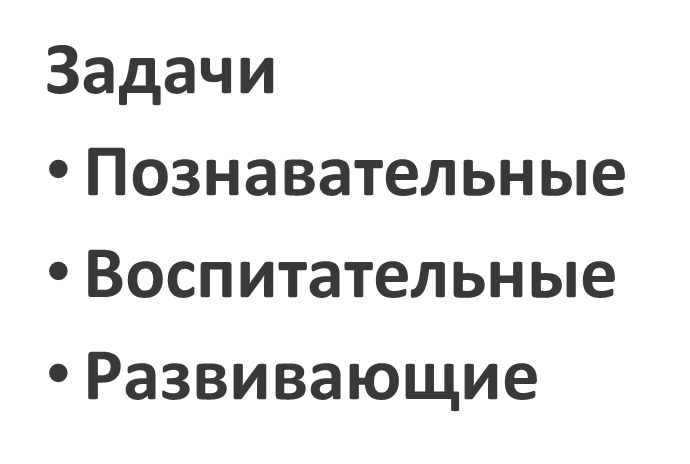 Задачи
• Познавательные
• Воспитательные
• Развивающие